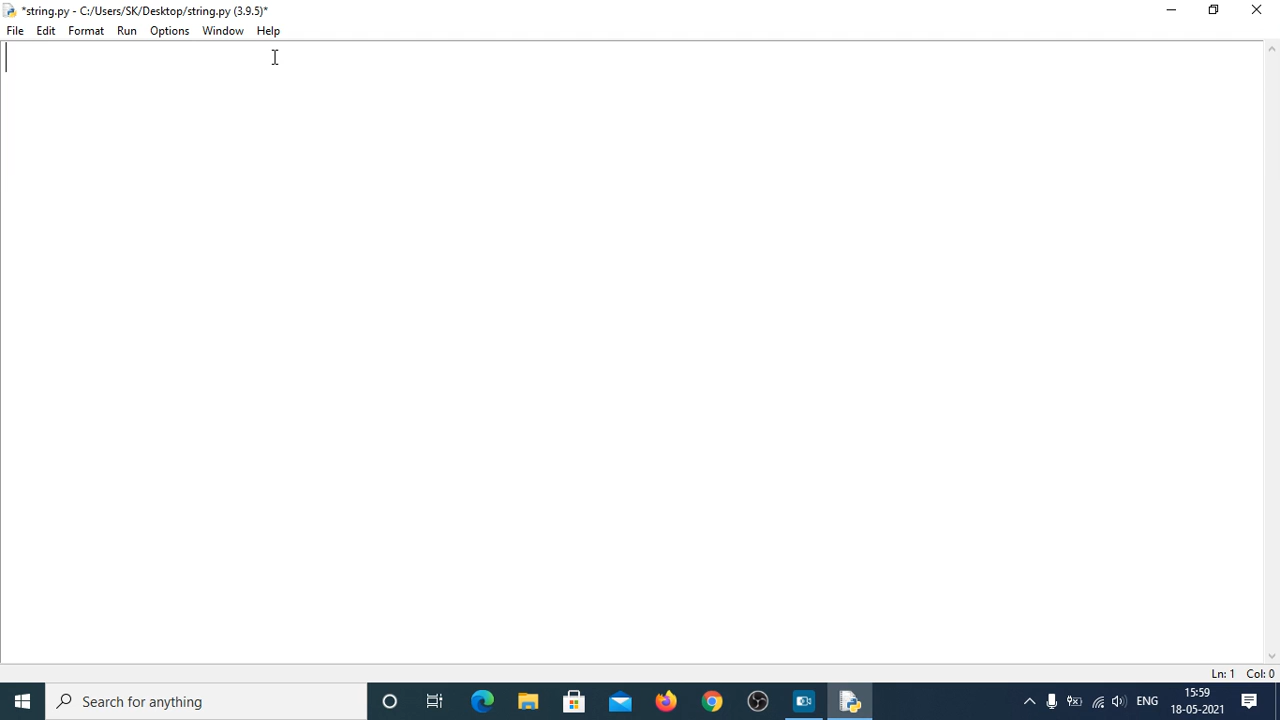 *string.py - C:/Users/SK/Desktop/string.py (3.9.5)*
File Edit Format Run Options Window Help
Ln: 1 Col: 0
Search for anything
ENG
15:59
18-05-2021